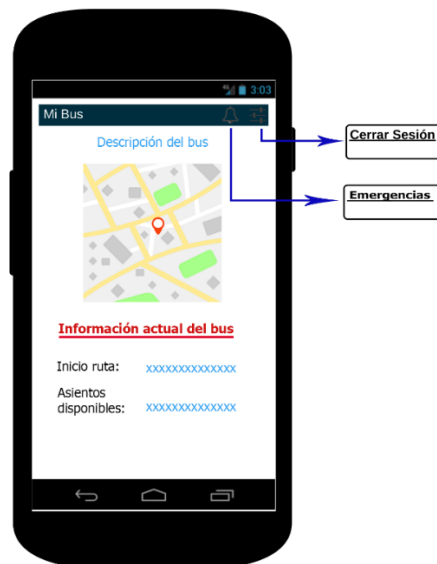 4G 3:03
Mi Bus
Cerrar Sesión
Descripción del bus
Emergencias
Información actual del bus
Inicio ruta: xxxxxxxxxxxxxx
Asientos
disponibles: xxxxxxxxxxxxxx